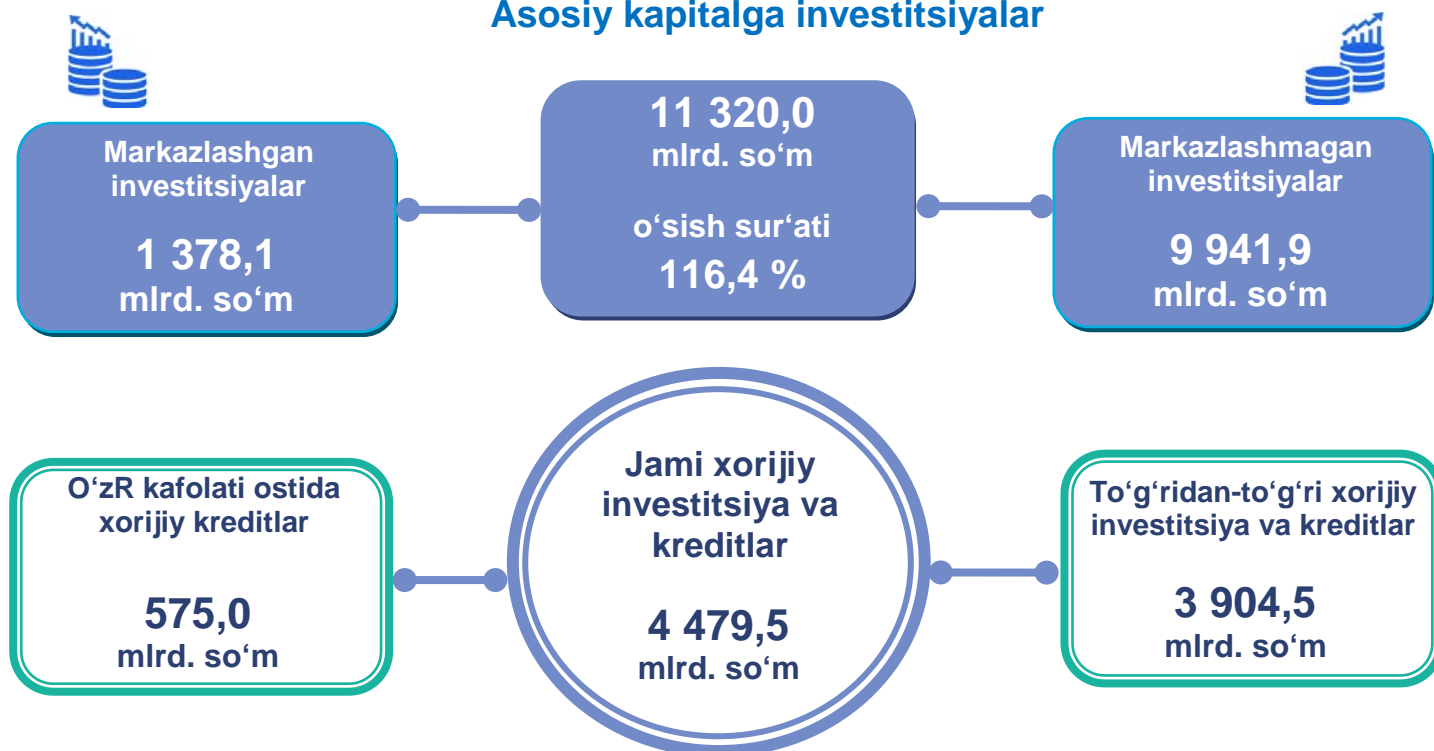 Asosiy kapitalga investitsiyalar
Markazlashgan
investitsiyalar
1 378,1
mlrd. so‘m
11 320,0
mlrd. so‘m
o‘sish sur‘ati
116,4 %
Markazlashmagan
investitsiyalar
9 941,9
mlrd. so‘m
O‘zR kafolati ostida
xorijiy kreditlar
575,0
mlrd. so‘m
Jami xorijiy
investitsiya va
kreditlar
4 479,5
mlrd. so‘m
To‘g‘ridan-to‘g‘ri xorijiy
investitsiya va kreditlar
3 904,5
mlrd. so‘m